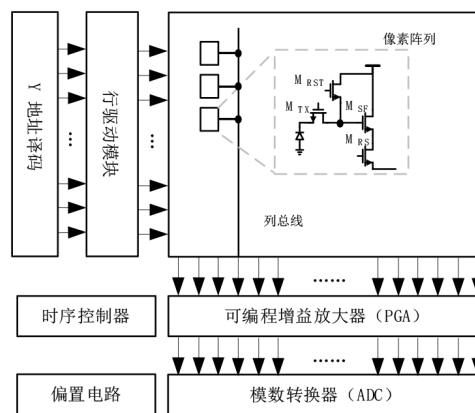 像素阵列
M RST
M TX
M SF
M RS
Y 地址译码
行驱动模块
...
...
列总线
......
时序控制器
可编程增益放大器（PGA）
......
偏置电路
模数转换器（ADC）